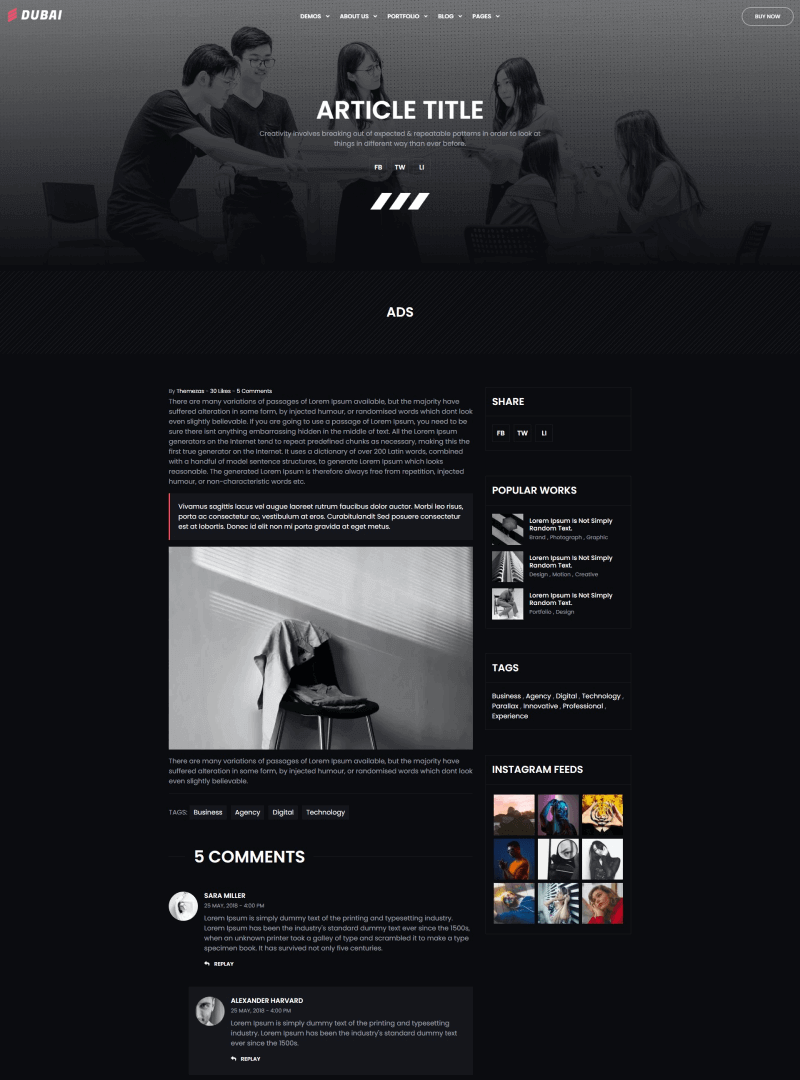 DUBAI
DEMOS
ABOUT US
PORTFOLIO
BLOG
PAGES
BUY NOW
ARTICLE TITLE
Creativity involves breaking out of expected & repeatable patterns in order to look at
things in different way than ever before.
FB TW LI
ADS
By Themezas - 30 Likes - 5 Comments
There are many variations of passages of Lorem Ipsum available, but the majority have
suffered alteration in some form, by injected humour, or randomised words which dont look
even slightly believable. If you are going to use a passage of Lorem Ipsum, you need to be
sure there isnt anything embarrassing hidden in the middle of text. All the Lorem Ipsum
generators on the Internet tend to repeat predefined chunks as necessary, making this the
first true generator on the Internet. It uses a dictionary of over 200 Latin words, combined
with a handful of model sentence structures, to generate Lorem Ipsum which looks
reasonable. The generated Lorem Ipsum is therefore always free from repetition, injected
humour, or non-characteristic words etc.
Vivamus sagittis lacus vel augue laoreet rutrum faucibus dolor auctor. Morbi leo risus,
porta ac consectetur ac, vestibulum at eros. Curabitulandit Sed posuere consectetur
est at lobortis. Donec id elit non mi porta gravida at eget metus.
There are many variations of passages of Lorem Ipsum available, but the majority have
suffered alteration in some form, by injected humour, or randomised words which dont look
even slightly believable.
TAGS: Business Agency Digital Technology
5 COMMENTS
SARA MILLER
25 MAY, 2018 - 4:00 PM
Lorem Ipsum is simply dummy text of the printing and typesetting industry.
Lorem Ipsum has been the industry's standard dummy text ever since the 1500s,
when an unknown printer took a galley of type and scrambled it to make a type
specimen book. It has survived not only five centuries.
REPLAY
ALEXANDER HARVARD
25 MAY, 2018 - 4:00 PM
Lorem Ipsum is simply dummy text of the printing and typesetting
industry. Lorem Ipsum has been the industry's standard dummy text
ever since the 1500s.
REPLAY
SHARE
FB TW LI
POPULAR WORKS
Lorem Ipsum Is Not Simply
Random Text.
Brand , Photograph , Graphic
Lorem Ipsum Is Not Simply
Random Text.
Design , Motion , Creative
Lorem Ipsum Is Not Simply
Random Text.
Portfolio , Design
TAGS
Business , Agency , Digital , Technology ,
Parallax , Innovative , Professional ,
Experience
INSTAGRAM FEEDS